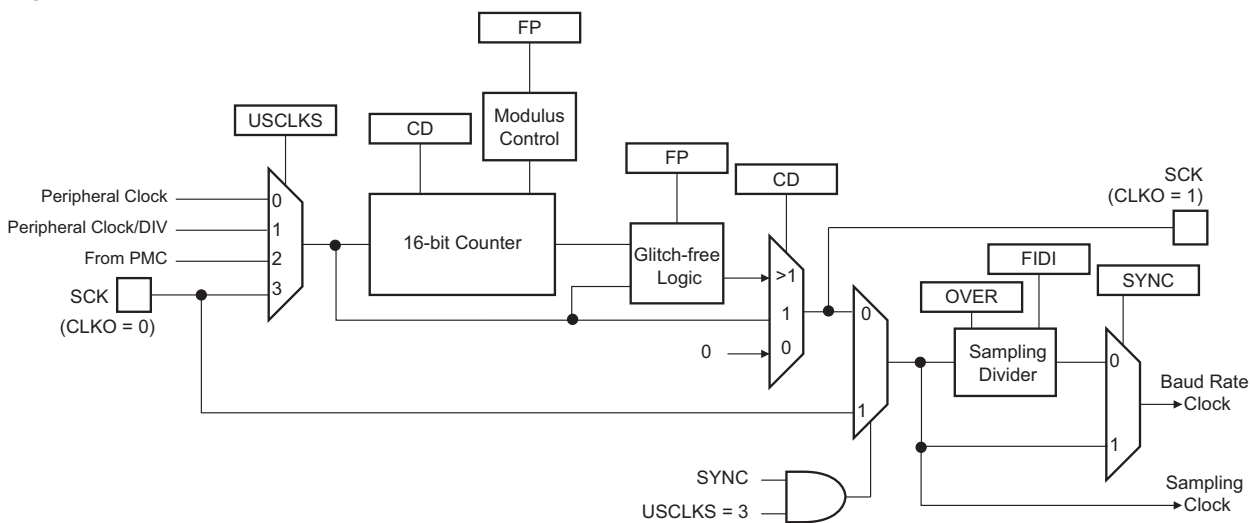 FP
USCLKS
CD
Modulus
Control
FP
CD
SCK
(CLKO = 1)
Peripheral Clock
0
Peripheral Clock/DIV
1
From PMC
2
3
SCK
(CLKO = 0)
16-bit Counter
Glitch-free
Logic
>1
1
0
0
FIDI
OVER
SYNC
0
1
Sampling
Divider
0
1
Baud Rate
Clock
SYNC
USCLKS = 3
Sampling
Clock